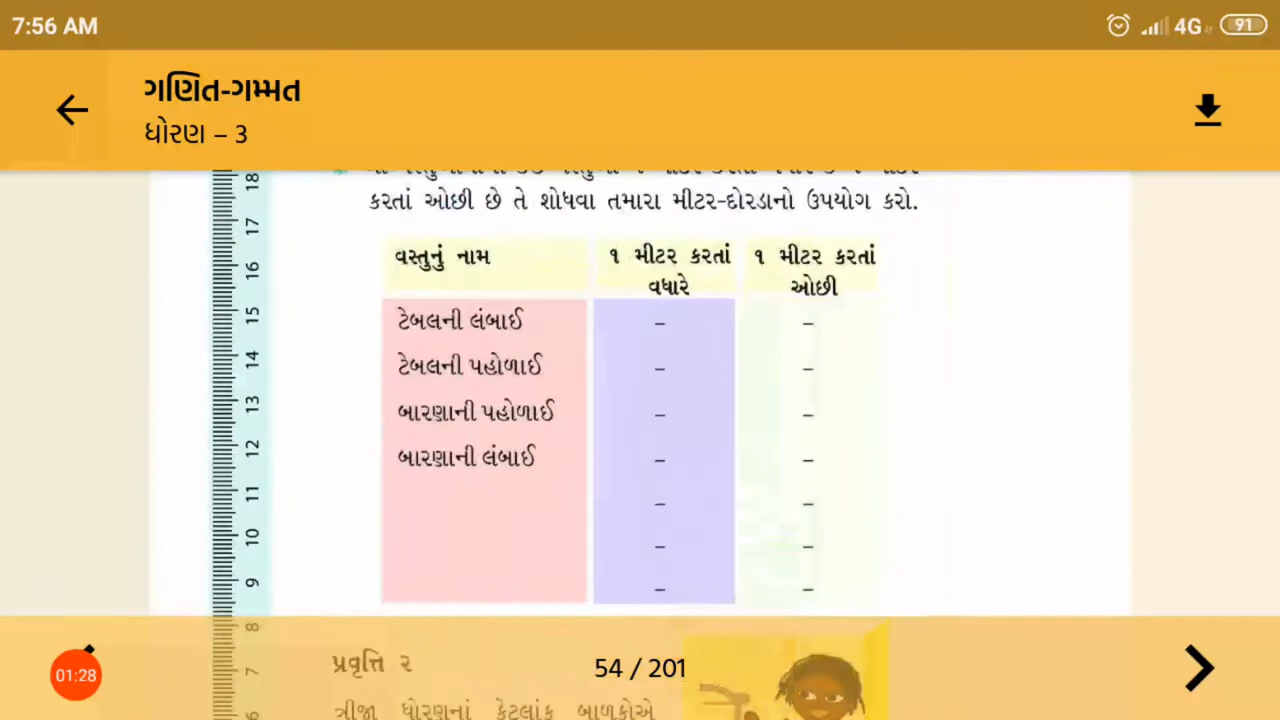 7:56 AM
4G
91
ગણિત-ગમ્મત
ધોરણ – 3
કરતાં ઓછી છે તે શોધવા તમારા મીટર-દોરડાનો ઉપયોગ કરો.
વસ્તુનું નામ
૧ મીટર કરતાં વધારે
૧ મીટર કરતાં ઓછી
ટેબલની લંબાઈ – –
ટેબલની પહોળાઈ – –
બારણાની પહોળાઈ – –
બારણાની લંબાઈ – –
– –
– –
– –
18
17
16
15
14
13
12
11
10
9
8
7
6
પ્રવૃત્તિ ૨
ત્રીજા ધોરણનાં કેટલાંક બાળકોએ
54 / 201
01:28